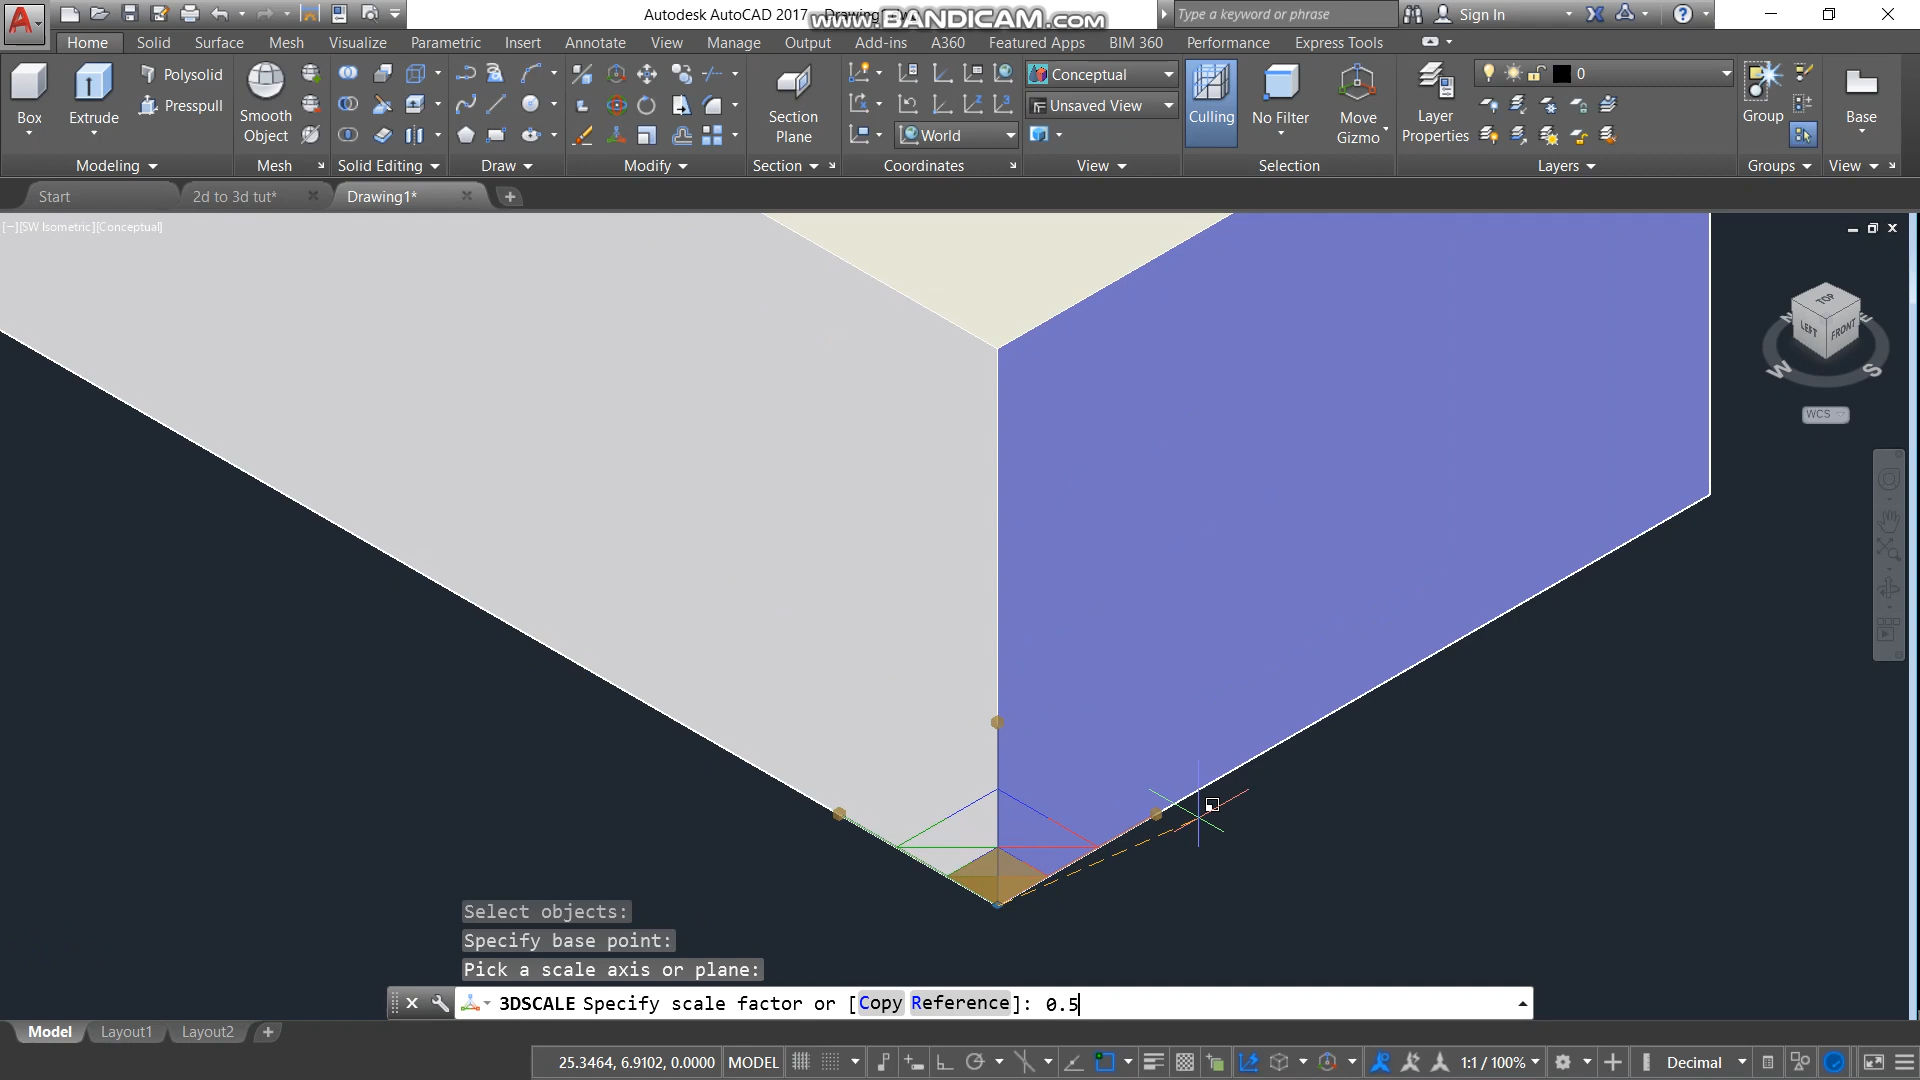 Autodesk AutoCAD 2017
www.BANDICAM.com
Type a keyword or phrase
Sign In
Home
Solid
Surface
Mesh
Visualize
Parametric
Insert
Annotate
View
Manage
Output
Add-ins
A360
Featured Apps
BIM 360
Performance
Express Tools
Box
Extrude
Polysolid
Presspull
Smooth
Object
Section
Plane
World
Conceptual
Unsaved View
Culling
No Filter
Move
Gizmo
Layer
Properties
0
Group
Base
Modeling
Mesh
Solid Editing
Draw
Modify
Section
Coordinates
View
Selection
Layers
Groups
View
Start
2d to 3d tut*
Drawing1*
[−][SW Isometric][Conceptual]
TOP
LEFT
FRONT
N
E
W
S
WCS
Select objects:
Specify base point:
Pick a scale axis or plane:
3DSCALE Specify scale factor or [Copy Reference]: 0.5
Model
Layout1
Layout2
25.3464, 6.9102, 0.0000
MODEL
1:1 / 100%
Decimal